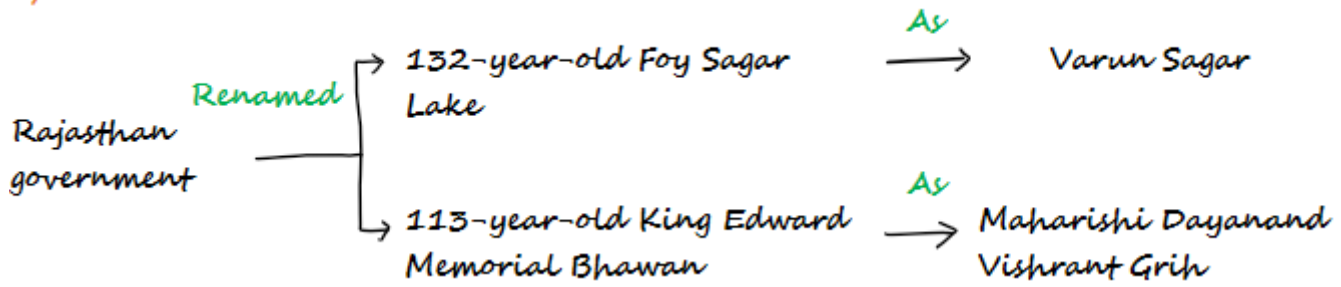 As
132-year-old Foy Sagar Varun Sagar
Renamed
Lake
Rajasthan
government
As
113-year-old King Edward Maharishi Dayanand
Memorial Bhawan Vishrant Grih